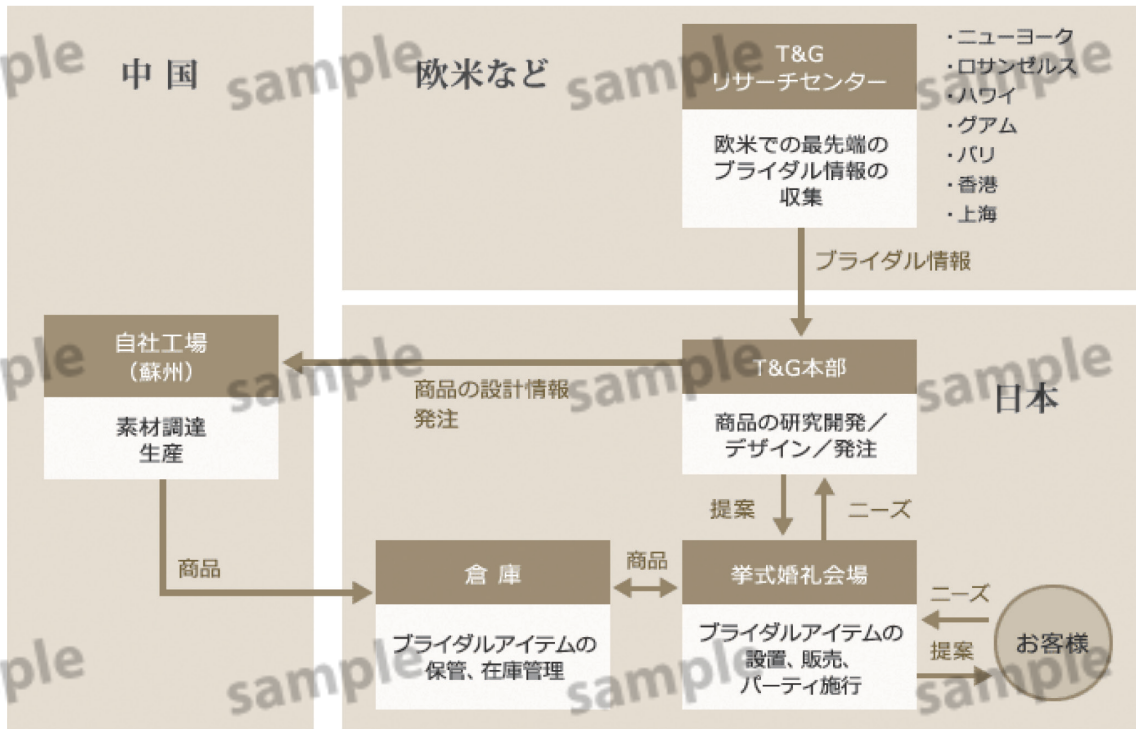 中国
欧米など
T&G
リサーチセンター
欧米での最先端の
ブライダル情報の
収集
・ニューヨーク
・ロサンゼルス
・ハワイ
・グアム
・バリ
・香港
・上海
ブライダル情報
自社工場
（蘇州）
素材調達
生産
商品の設計情報
発注
T&G本部
商品の研究開発／
デザイン／発注
日本
提案
ニーズ
商品
倉庫
ブライダルアイテムの
保管、在庫管理
商品
挙式婚礼会場
ブライダルアイテムの
設置、販売、
パーティ施行
ニーズ
提案
お客様
sample
sample
sample
sample
sample
sample
sample
sample
sample
sample
sample
sample